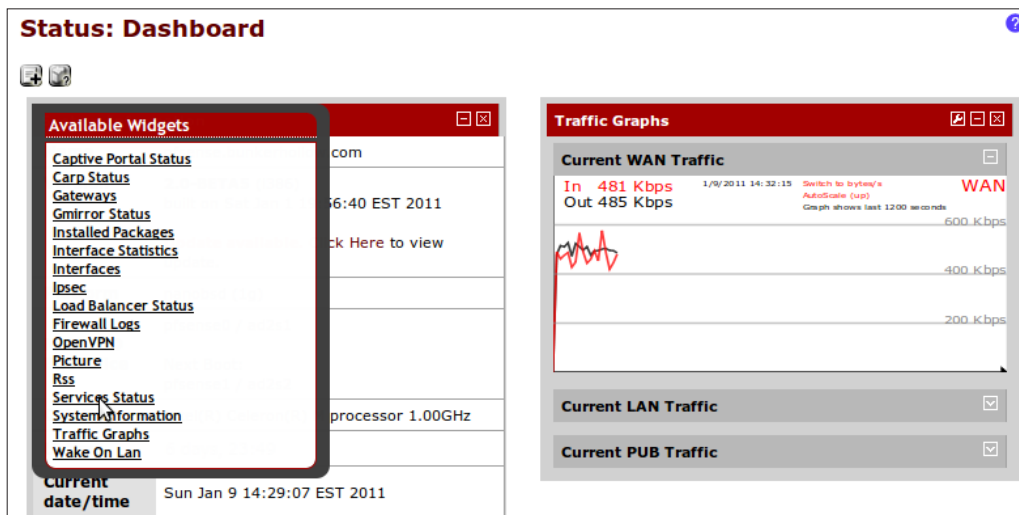 Status: Dashboard
?
Available Widgets
Captive Portal Status
Carp Status
Gateways
Gmirror Status
Installed Packages
Interface Statistics
Interfaces
Ipsec
Load Balancer Status
Firewall Logs
OpenVPN
Picture
Rss
Services Status
System Information
Traffic Graphs
Wake On Lan
com
56:40 EST 2011
ck Here to view
processor 1.00GHz
Current
date/time
Sun Jan 9 14:29:07 EST 2011
Traffic Graphs
Current WAN Traffic
In 481 Kbps
Out 485 Kbps
1/9/2011 14:32:15
Switch to bytes/s
AutoScale (up)
Graph shows last 1200 seconds
WAN
600 Kbps
400 Kbps
200 Kbps
Current LAN Traffic
Current PUB Traffic